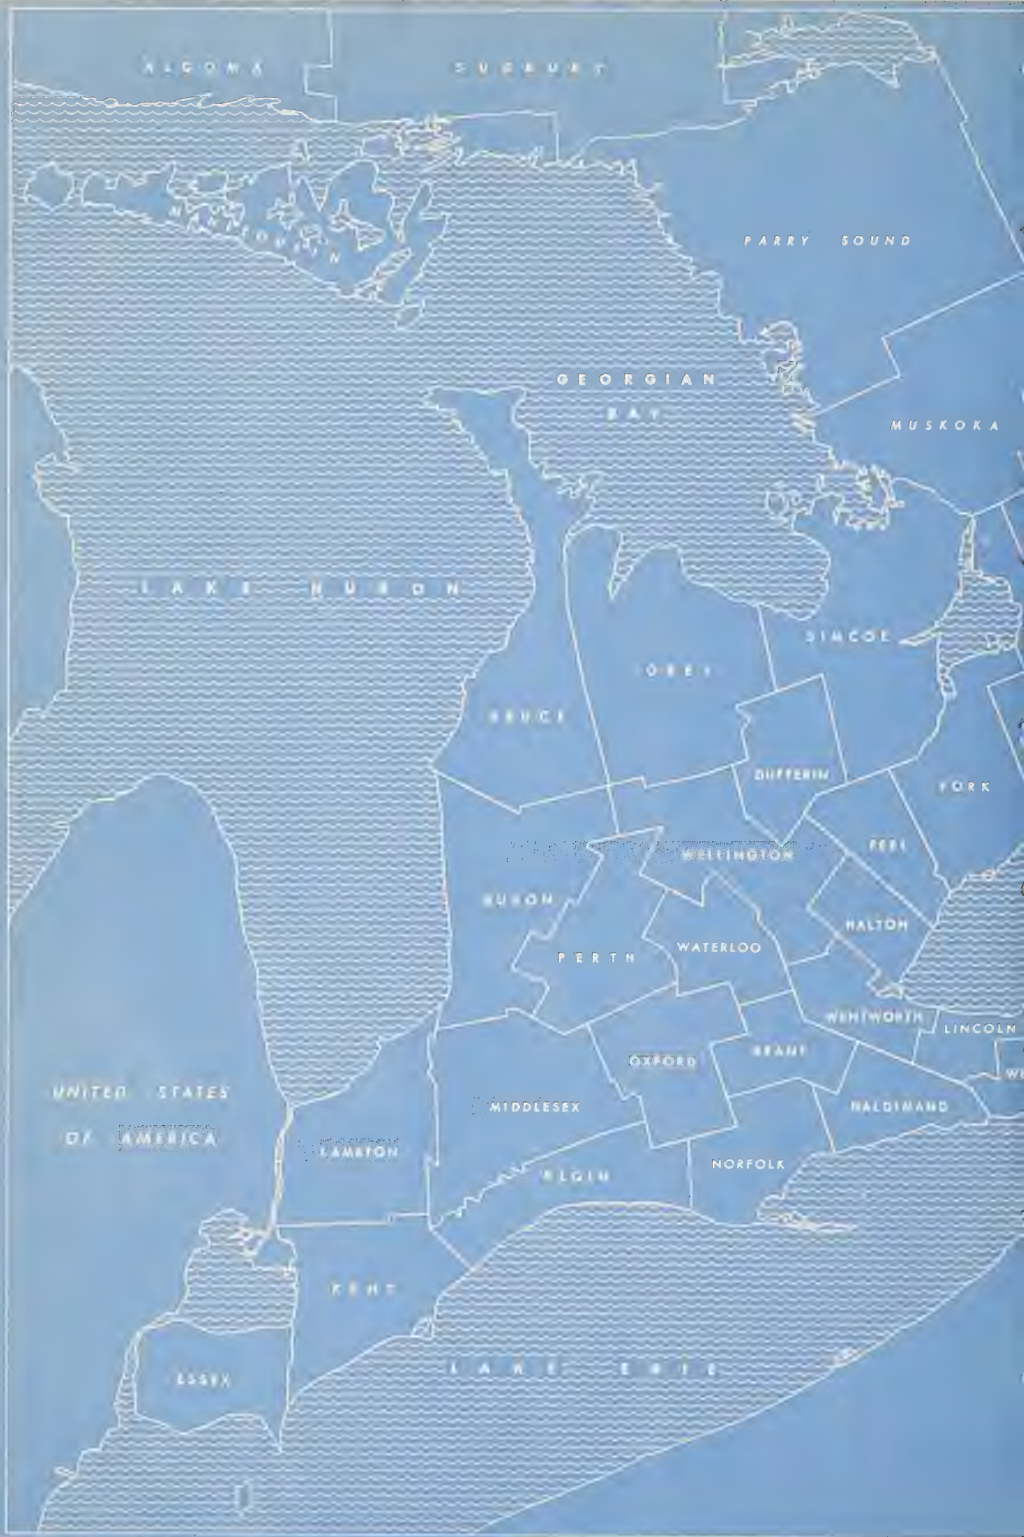 ALGOMA
SUDBURY
MANITOULIN
PARRY SOUND
GEORGIAN
BAY
MUSKOKA
LAKE HURON
SIMCOE
GREY
BRUCE
DUFFERIN
YORK
WELLINGTON
PEEL
HURON
HALTON
PERTH
WATERLOO
WENTWORTH
LINCOLN
OXFORD
BRANT
WE
UNITED STATES
OF AMERICA
MIDDLESEX
HALDIMAND
LAMBTON
ELGIN
NORFOLK
KENT
LAKE ERIE
ESSEX